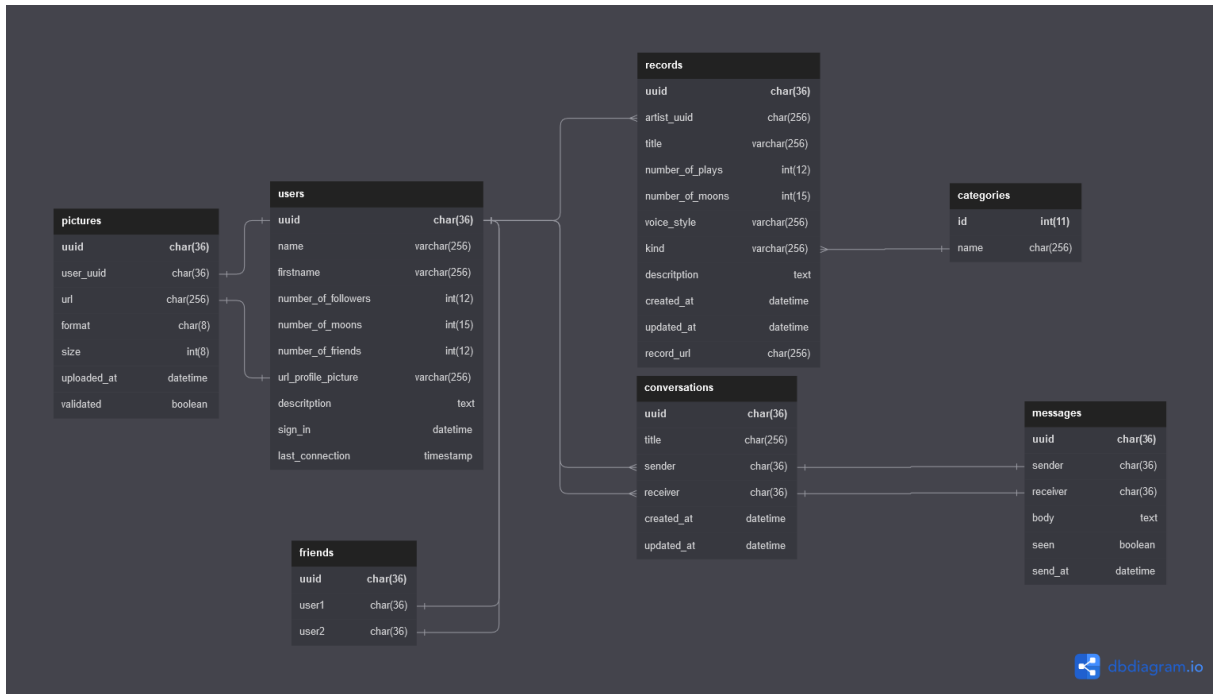 pictures
uuid char(36)
user_uuid char(36)
url char(256)
format char(8)
size int(8)
uploaded_at datetime
validated boolean
users
uuid char(36)
name varchar(256)
firstname varchar(256)
number_of_followers int(12)
number_of_moons int(15)
number_of_friends int(12)
url_profile_picture varchar(256)
descritption text
sign_in datetime
last_connection timestamp
friends
uuid char(36)
user1 char(36)
user2 char(36)
records
uuid char(36)
artist_uuid char(256)
title varchar(256)
number_of_plays int(12)
number_of_moons int(15)
voice_style varchar(256)
kind varchar(256)
descritption text
created_at datetime
updated_at datetime
record_url char(256)
conversations
uuid char(36)
title char(256)
sender char(36)
receiver char(36)
created_at datetime
updated_at datetime
categories
id int(11)
name char(256)
messages
uuid char(36)
sender char(36)
receiver char(36)
body text
seen boolean
send_at datetime
dbdiagram.io